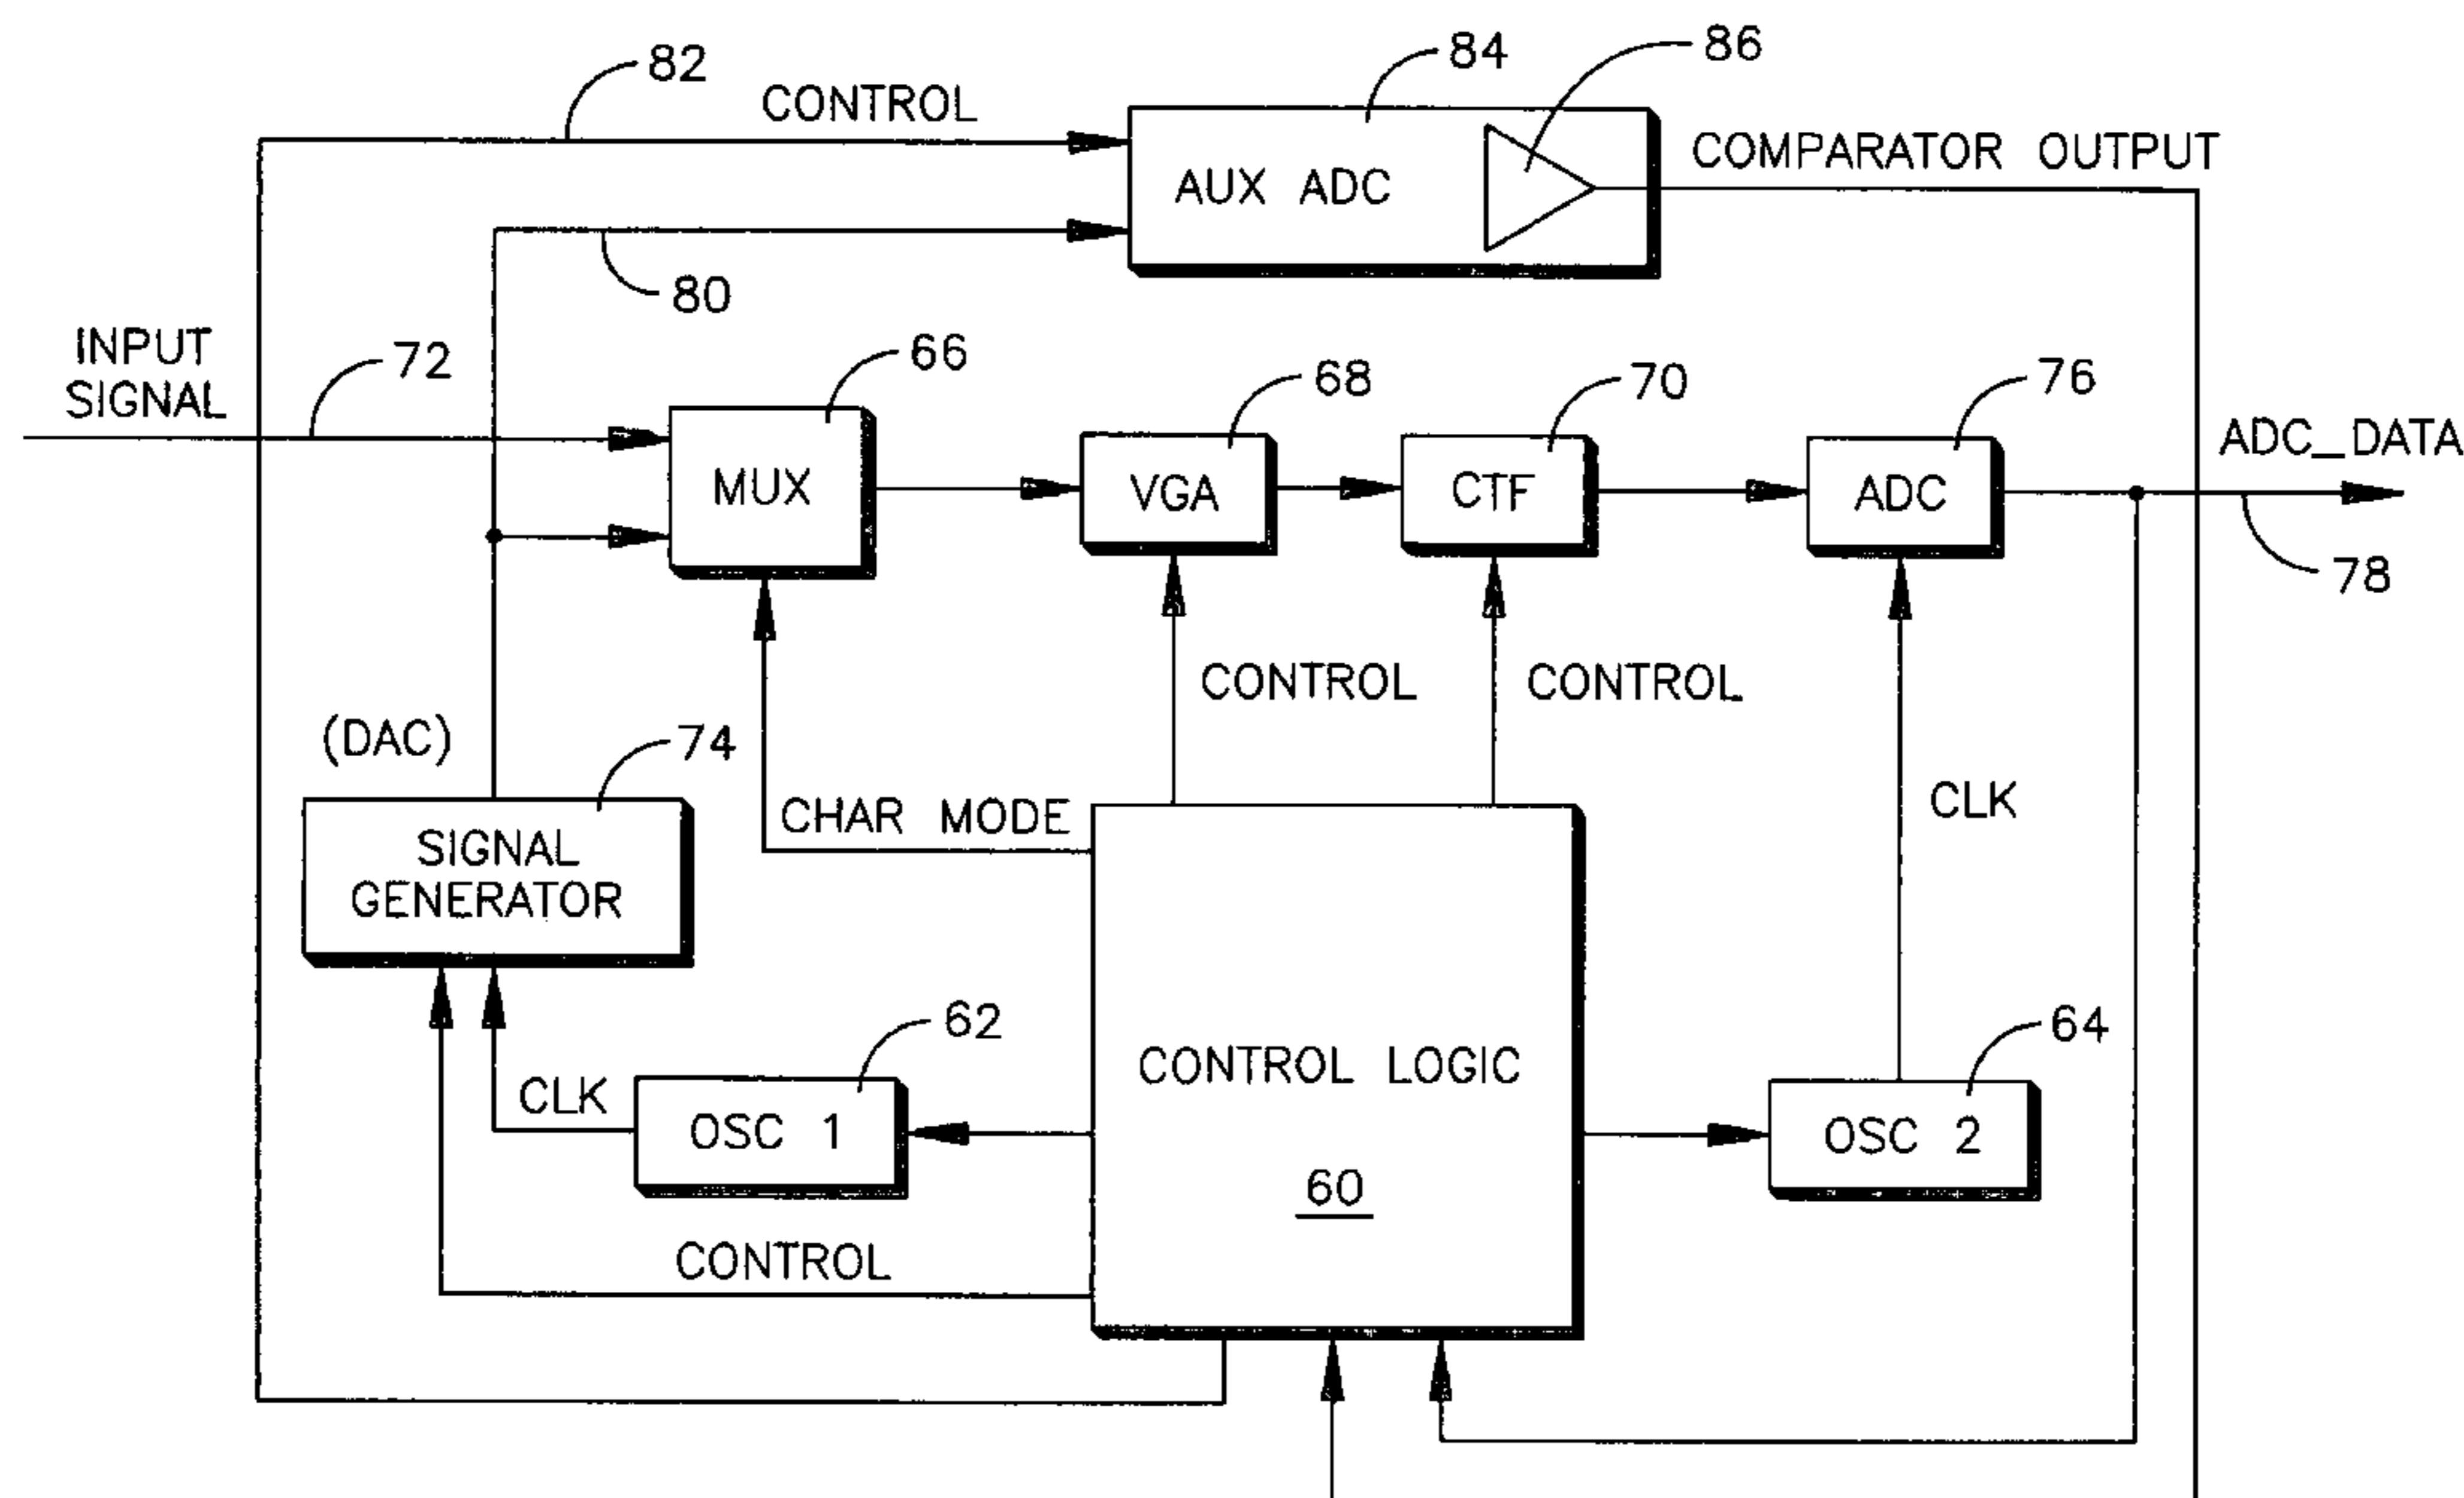 82
CONTROL
84
86
AUX ADC
COMPARATOR OUTPUT
80
INPUT
SIGNAL
72
66
68
70
76
MUX
VGA
CTF
ADC
ADC_DATA
78
CONTROL
CONTROL
(DAC)
74
CLK
CHAR MODE
SIGNAL
GENERATOR
62
64
CLK
OSC 1
CONTROL LOGIC
60
OSC 2
CONTROL